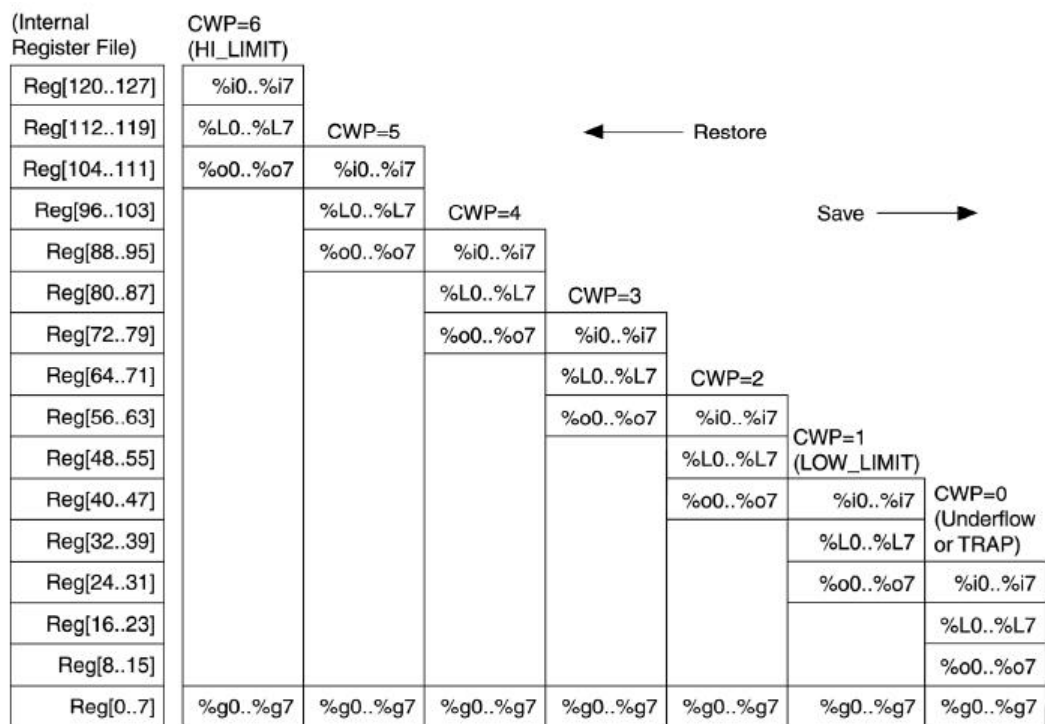 (Internal
Register File)
CWP=6
(HI_LIMIT)
Reg[120..127] %i0..%i7
Reg[112..119] %L0..%L7 CWP=5 Restore
Reg[104..111] %o0..%o7 %i0..%i7
Reg[96..103] %L0..%L7 CWP=4 Save
Reg[88..95] %o0..%o7 %i0..%i7
Reg[80..87] %L0..%L7 CWP=3
Reg[72..79] %o0..%o7 %i0..%i7
Reg[64..71] %L0..%L7 CWP=2
Reg[56..63] %o0..%o7 %i0..%i7
CWP=1
(LOW_LIMIT)
Reg[48..55] %L0..%L7
Reg[40..47] %o0..%o7 %i0..%i7
CWP=0
(Underflow
or TRAP)
Reg[32..39] %L0..%L7
Reg[24..31] %o0..%o7 %i0..%i7
Reg[16..23] %L0..%L7
Reg[8..15] %o0..%o7
Reg[0..7] %g0..%g7 %g0..%g7 %g0..%g7 %g0..%g7 %g0..%g7 %g0..%g7 %g0..%g7